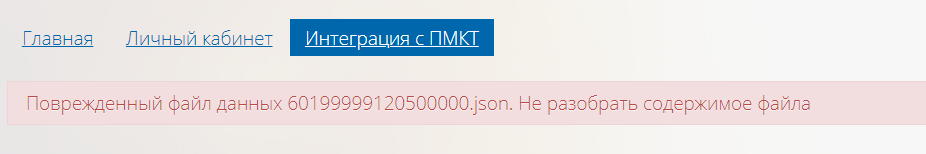 Главная Личный кабинет Интеграция с ПМКТ
Поврежденный файл данных 60199999120500000.json. Не разобрать содержимое файла